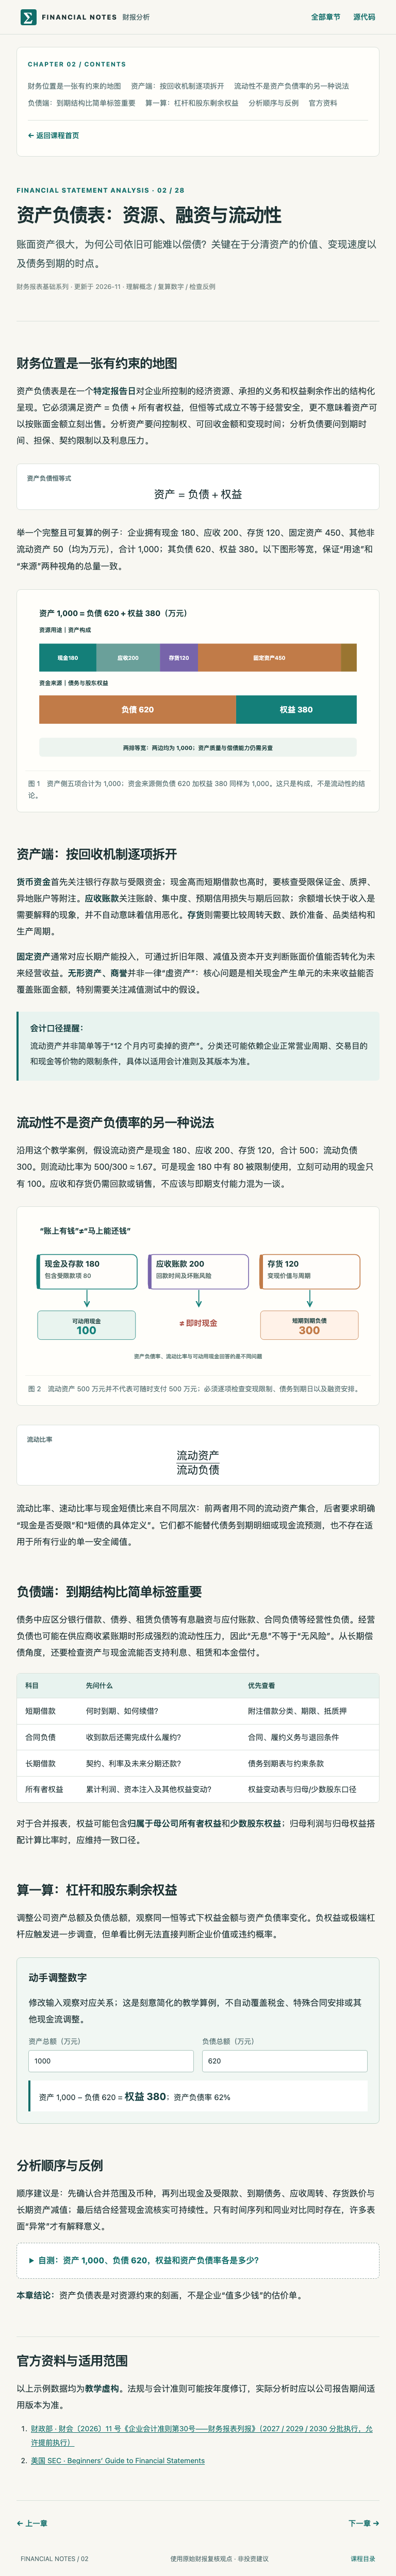 Σ FINANCIAL NOTES 财报分析
全部章节 源代码
CHAPTER 02 / CONTENTS
财务位置是一张有约束的地图 资产端：按回收机制逐项拆开 流动性不是资产负债率的另一种说法
负债端：到期结构比简单标签重要 算一算：杠杆和股东剩余权益 分析顺序与反例 官方资料
← 返回课程首页
FINANCIAL STATEMENT ANALYSIS · 02 / 28
资产负债表：资源、融资与流动性
账面资产很大，为何公司依旧可能难以偿债？关键在于分清资产的价值、变现速度以
及债务到期的时点。
财务报表基础系列 · 更新于 2026-11 · 理解概念 / 复算数字 / 检查反例
财务位置是一张有约束的地图
资产负债表是在一个特定报告日对企业所控制的经济资源、承担的义务和权益剩余作出的结构化
呈现。它必须满足资产 = 负债 + 所有者权益，但恒等式成立不等于经营安全，更不意味着资产可
以按账面金额立刻出售。分析资产要问控制权、可回收金额和变现时间；分析负债要问到期时
间、担保、契约限制以及利息压力。
资产负债恒等式
资产 = 负债 + 权益
举一个完整且可复算的例子：企业拥有现金 180、应收 200、存货 120、固定资产 450、其他非
流动资产 50（均为万元），合计 1,000；其负债 620、权益 380。以下图形等宽，保证“用途”和
“来源”两种视角的总量一致。
资产 1,000 = 负债 620 + 权益 380（万元）
资源用途｜资产构成
现金180 应收200 存货120 固定资产450
资金来源｜债务与股东权益
负债 620 权益 380
两排等宽：两边均为 1,000；资产质量与偿债能力仍需另查
图 1 资产侧五项合计为 1,000；资金来源侧负债 620 加权益 380 同样为 1,000。这只是构成，不是流动性的结
论。
资产端：按回收机制逐项拆开
货币资金首先关注银行存款与受限资金；现金高而短期借款也高时，要核查受限保证金、质押、
异地账户等附注。应收账款关注账龄、集中度、预期信用损失与期后回款；余额增长快于收入是
需要解释的现象，并不自动意味着信用恶化。存货则需要比较周转天数、跌价准备、品类结构和
生产周期。
固定资产通常对应长期产能投入，可通过折旧年限、减值及资本开支判断账面价值能否转化为未
来经营收益。无形资产、商誉并非一律“虚资产”：核心问题是相关现金产生单元的未来收益能否
覆盖账面金额，特别需要关注减值测试中的假设。
会计口径提醒：
流动资产并非简单等于“12 个月内可卖掉的资产”。分类还可能依赖企业正常营业周期、交易目的
和现金等价物的限制条件，具体以适用会计准则及其版本为准。
流动性不是资产负债率的另一种说法
沿用这个教学案例，假设流动资产是现金 180、应收 200、存货 120，合计 500；流动负债
300。则流动比率为 500/300 ≈ 1.67。可是现金 180 中有 80 被限制使用，立刻可动用的现金只
有 100。应收和存货仍需回款或销售，不应该与即期支付能力混为一谈。
“账上有钱”≠“马上能还钱”
现金及存款 180
包含受限款项 80
应收账款 200
回款时间及坏账风险
存货 120
变现价值与周期
可动用现金
100
≠ 即时现金
短期到期负债
300
资产负债率、流动比率与可动用现金回答的是不同问题
图 2 流动资产 500 万元并不代表可随时支付 500 万元；必须逐项检查变现限制、债务到期日以及融资安排。
流动比率
流动资产
流动负债
流动比率、速动比率与现金短债比来自不同层次：前两者用不同的流动资产集合，后者要求明确
“现金是否受限”和“短债的具体定义”。它们都不能替代债务到期明细或现金流预测，也不存在适
用于所有行业的单一安全阈值。
负债端：到期结构比简单标签重要
债务中应区分银行借款、债券、租赁负债等有息融资与应付账款、合同负债等经营性负债。经营
负债也可能在供应商收紧账期时形成强烈的流动性压力，因此“无息”不等于“无风险”。从长期偿
债角度，还要检查资产与现金流能否支持利息、租赁和本金偿付。
科目 先问什么 优先查看
短期借款 何时到期、如何续借？ 附注借款分类、期限、抵质押
合同负债 收到款后还需完成什么履约？ 合同、履约义务与退回条件
长期借款 契约、利率及未来分期还款？ 债务到期表与约束条款
所有者权益 累计利润、资本注入及其他权益变动？ 权益变动表与归母/少数股东口径
对于合并报表，权益可能包含归属于母公司所有者权益和少数股东权益；归母利润与归母权益搭
配计算比率时，应维持一致口径。
算一算：杠杆和股东剩余权益
调整公司资产总额及负债总额，观察同一恒等式下权益金额与资产负债率变化。负权益或极端杠
杆应触发进一步调查，但单看比例无法直接判断企业价值或违约概率。
动手调整数字
修改输入观察对应关系；这是刻意简化的教学算例，不自动覆盖税金、特殊合同安排或其
他现金流调整。
资产总额（万元） 负债总额（万元）
1000 620
资产 1,000 − 负债 620 = 权益 380；资产负债率 62%
分析顺序与反例
顺序建议是：先确认合并范围及币种，再列出现金及受限款、到期债务、应收周转、存货跌价与
长期资产减值；最后结合经营现金流核实可持续性。只有时间序列和同业对比同时存在，许多表
面“异常”才有解释意义。
▶ 自测：资产 1,000、负债 620，权益和资产负债率各是多少？
本章结论：资产负债表是对资源约束的刻画，不是企业“值多少钱”的估价单。
官方资料与适用范围
以上示例数据均为教学虚构。法规与会计准则可能按年度修订，实际分析时应以公司报告期间适
用版本为准。
1. 财政部 · 财会〔2026〕11 号《企业会计准则第30号——财务报表列报》（2027 / 2029 / 2030 分批执行，允
许提前执行）
2. 美国 SEC · Beginners' Guide to Financial Statements
← 上一章 下一章 →
FINANCIAL NOTES / 02 使用原始财报复核观点 · 非投资建议 课程目录